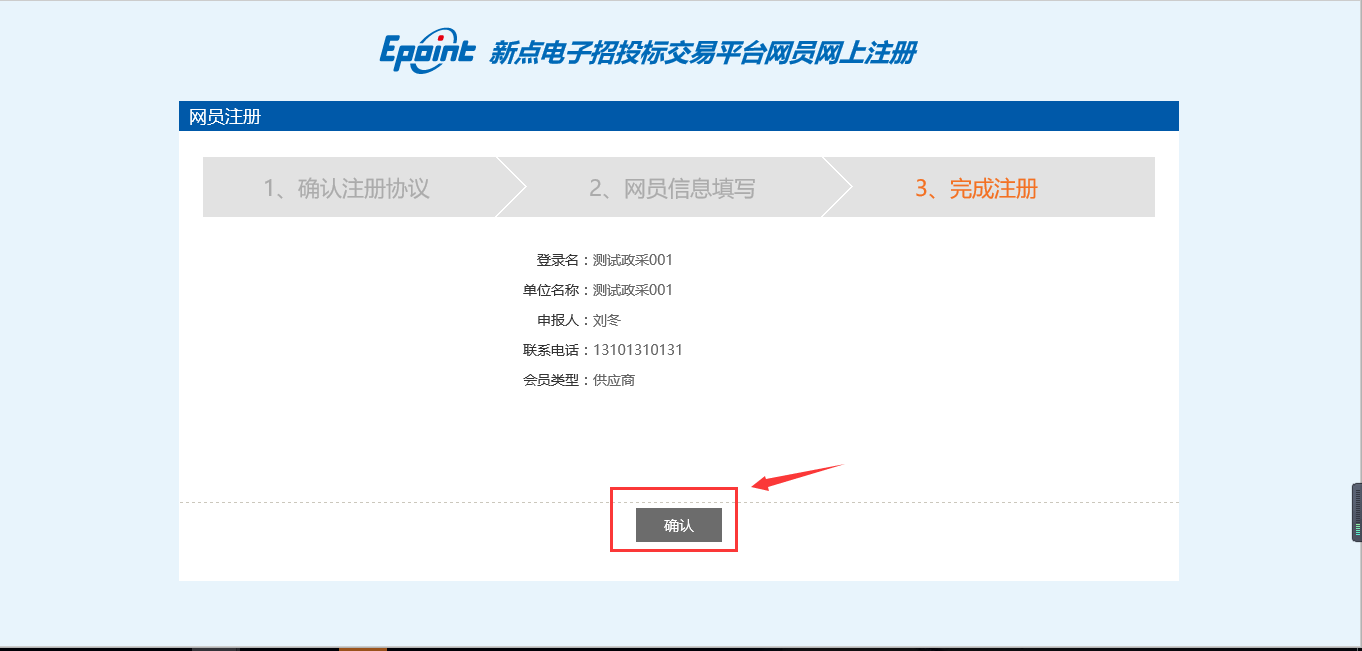 Epoint 新点电子招投标交易平台网员网上注册
网员注册
1、确认注册协议 2、网员信息填写 3、完成注册
登录名：测试政采001
单位名称：测试政采001
申报人：刘冬
联系电话：13101310131
会员类型：供应商
确认